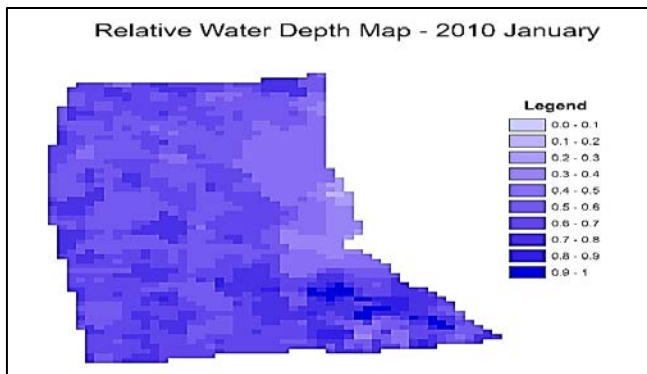 Relative Water Depth Map - 2010 January
Legend
0.0 - 0.1
0.1 - 0.2
0.2 - 0.3
0.3 - 0.4
0.4 - 0.5
0.5 - 0.6
0.6 - 0.7
0.7 - 0.8
0.8 - 0.9
0.9 - 1